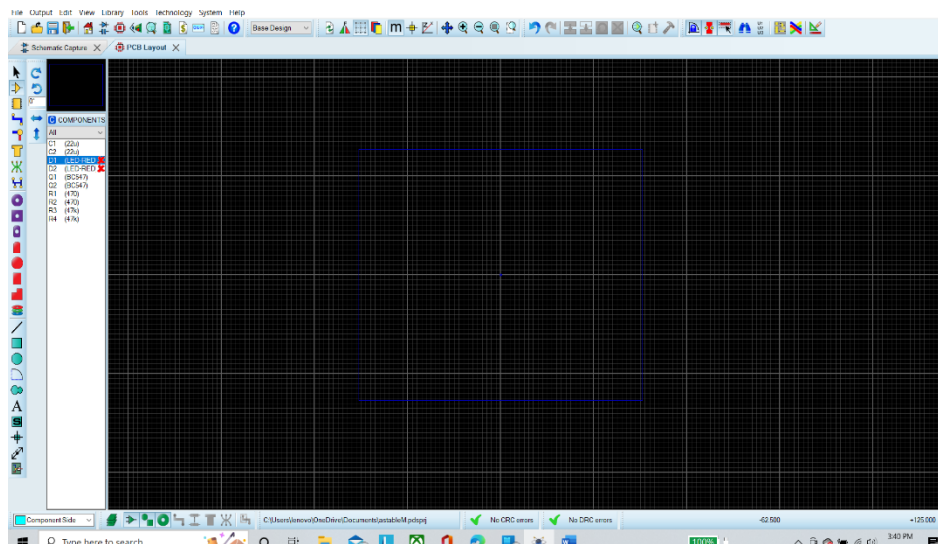 File Output Edit View Library Tools Technology System Help
Base Design
Schematic Capture X PCB Layout X
0°
C COMPONENTS
All
C1 (22u)
C2 (22u)
D1 (LED-RED
D2 (LED-RED
Q1 (BC547)
Q2 (BC547)
R1 (470)
R2 (470)
R3 (47k)
R4 (47k)
A
S
Component Side
C:\Users\lenovo\OneDrive\Documents\astableM.pdsprj
No CRC errors
No DRC errors
-62.500
+125.000
Type here to search
100%
3:40 PM